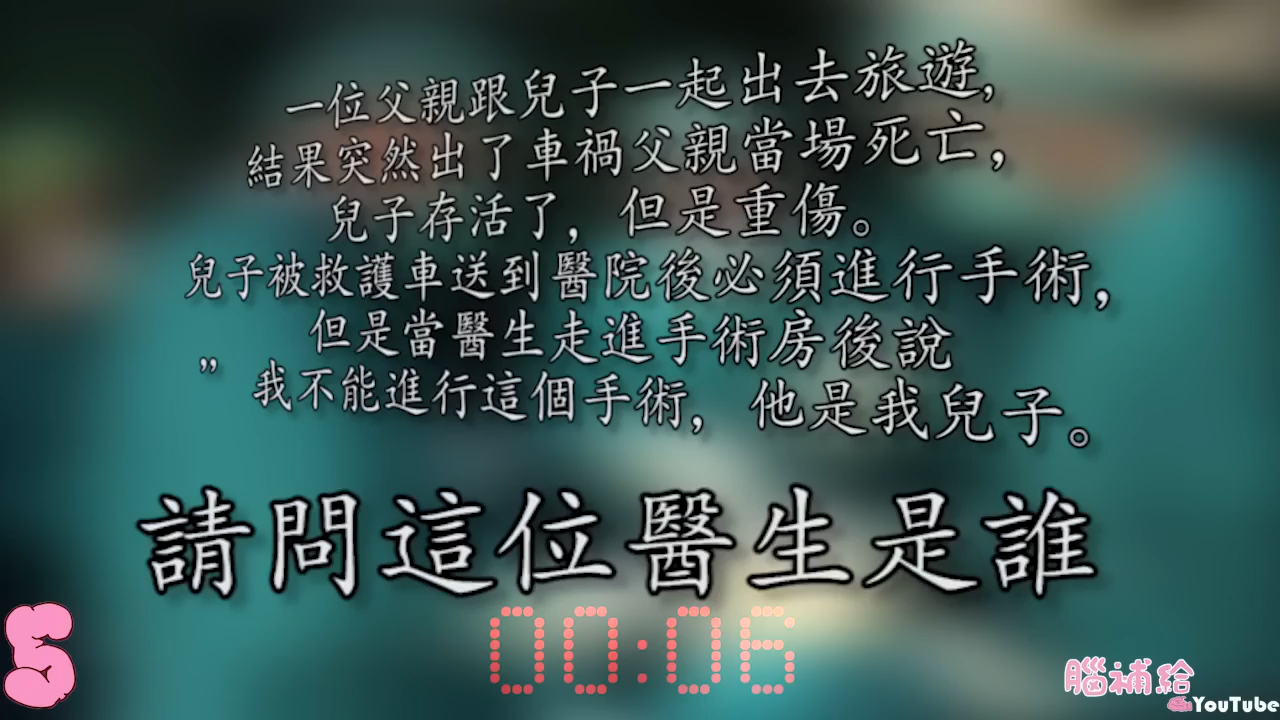 一位父親跟兒子一起出去旅遊,
結果突然出了車禍父親當場死亡,
兒子存活了, 但是重傷。
兒子被救護車送到醫院後必須進行手術,
但是當醫生走進手術房後說
”我不能進行這個手術, 他是我兒子。
請問這位醫生是誰
00:06
5
腦補給
YouTube